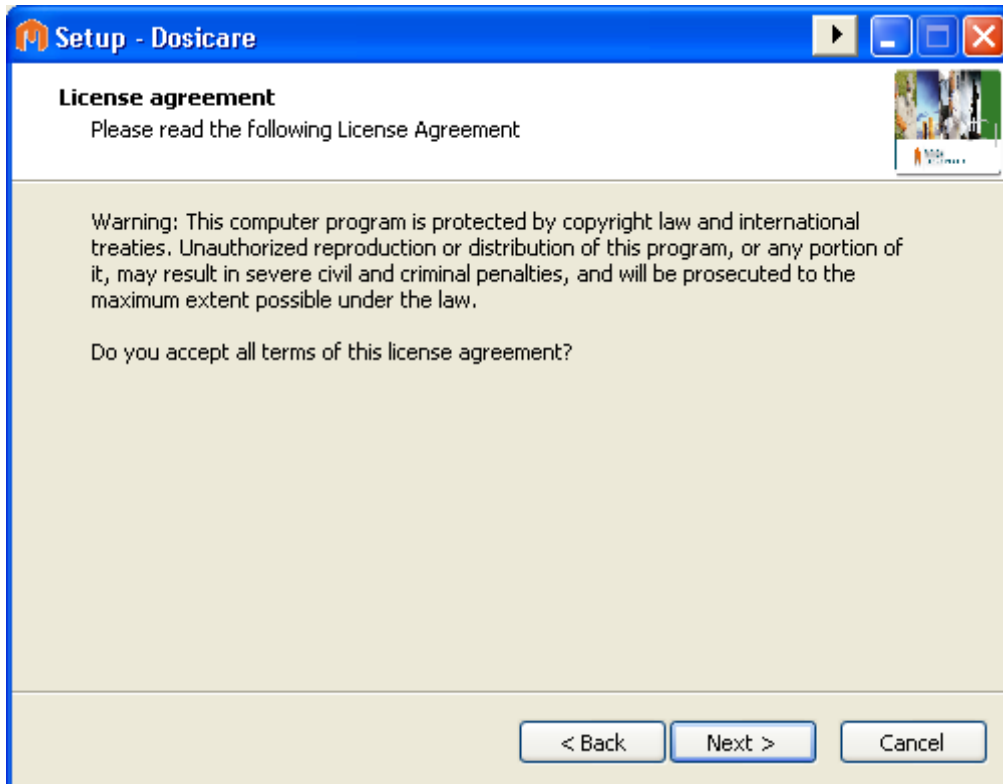 Setup - Dosicare
License agreement
Please read the following License Agreement
Warning: This computer program is protected by copyright law and international
treaties. Unauthorized reproduction or distribution of this program, or any portion of
it, may result in severe civil and criminal penalties, and will be prosecuted to the
maximum extent possible under the law.
Do you accept all terms of this license agreement?
< Back
Next >
Cancel